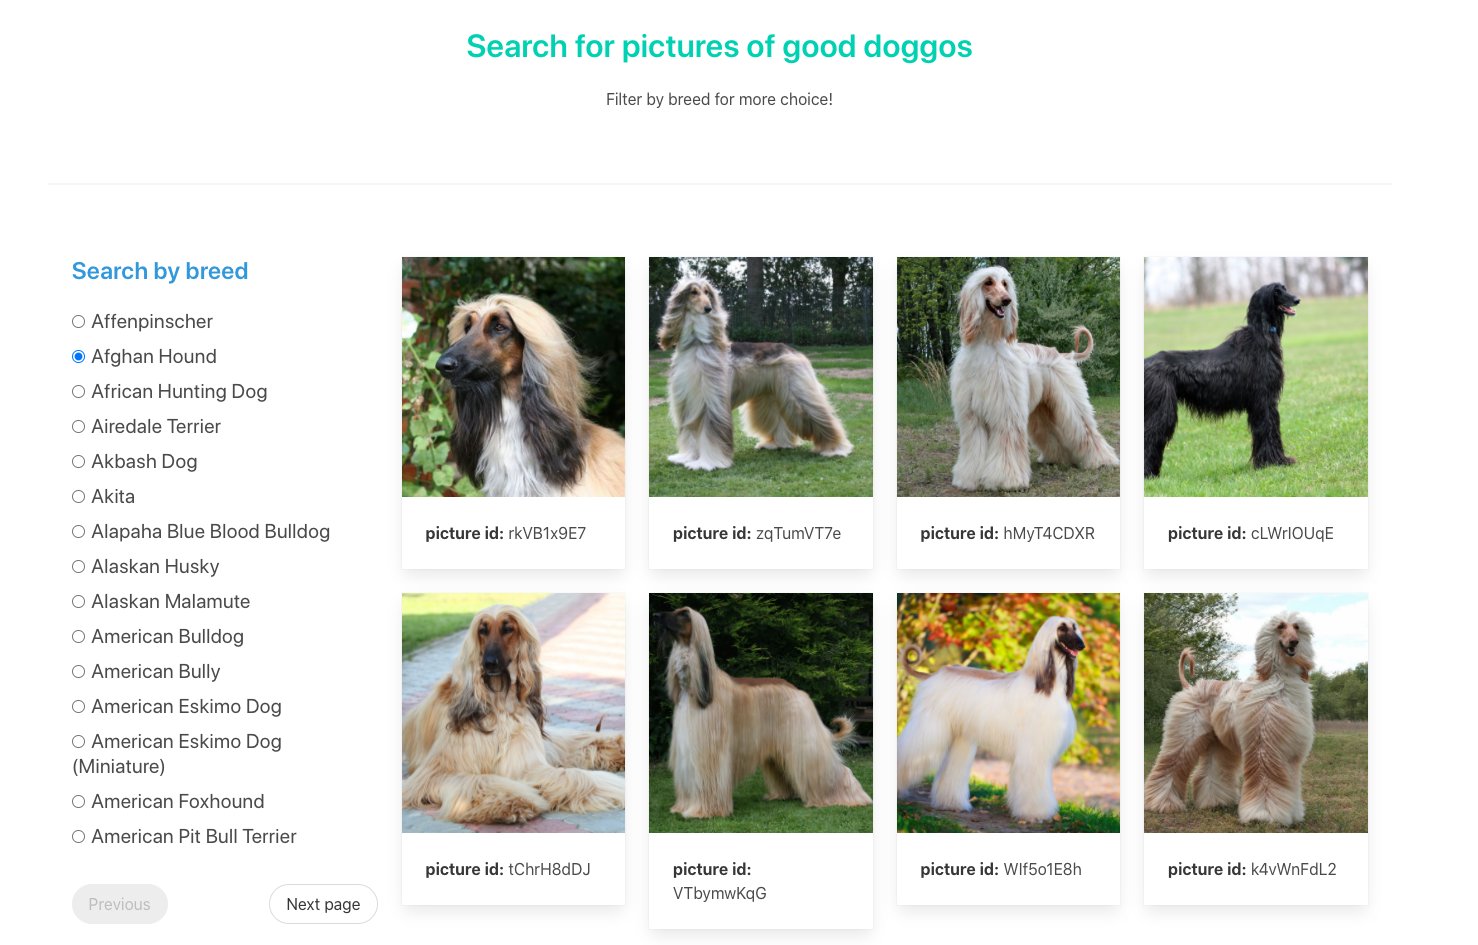 Search for pictures of good doggos
Filter by breed for more choice!
Search by breed
Affenpinscher
Afghan Hound
African Hunting Dog
Airedale Terrier
Akbash Dog
Akita
Alapaha Blue Blood Bulldog
Alaskan Husky
Alaskan Malamute
American Bulldog
American Bully
American Eskimo Dog
American Eskimo Dog
(Miniature)
American Foxhound
American Pit Bull Terrier
Previous
Next page
picture id: rkVB1x9E7
picture id: zqTumVT7e
picture id: hMyT4CDXR
picture id: cLWrlOUqE
picture id: tChrH8dDJ
picture id:
VTbymwKqG
picture id: WIf5o1E8h
picture id: k4vWnFdL2